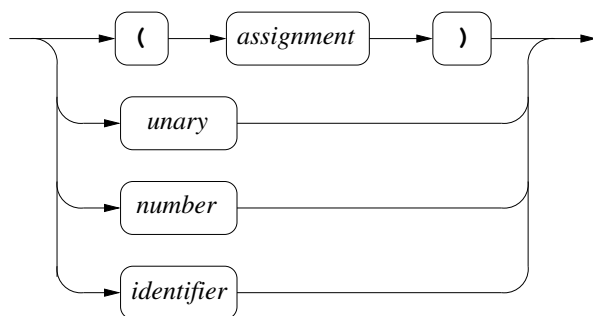 ( assignment )
unary
number
identifier